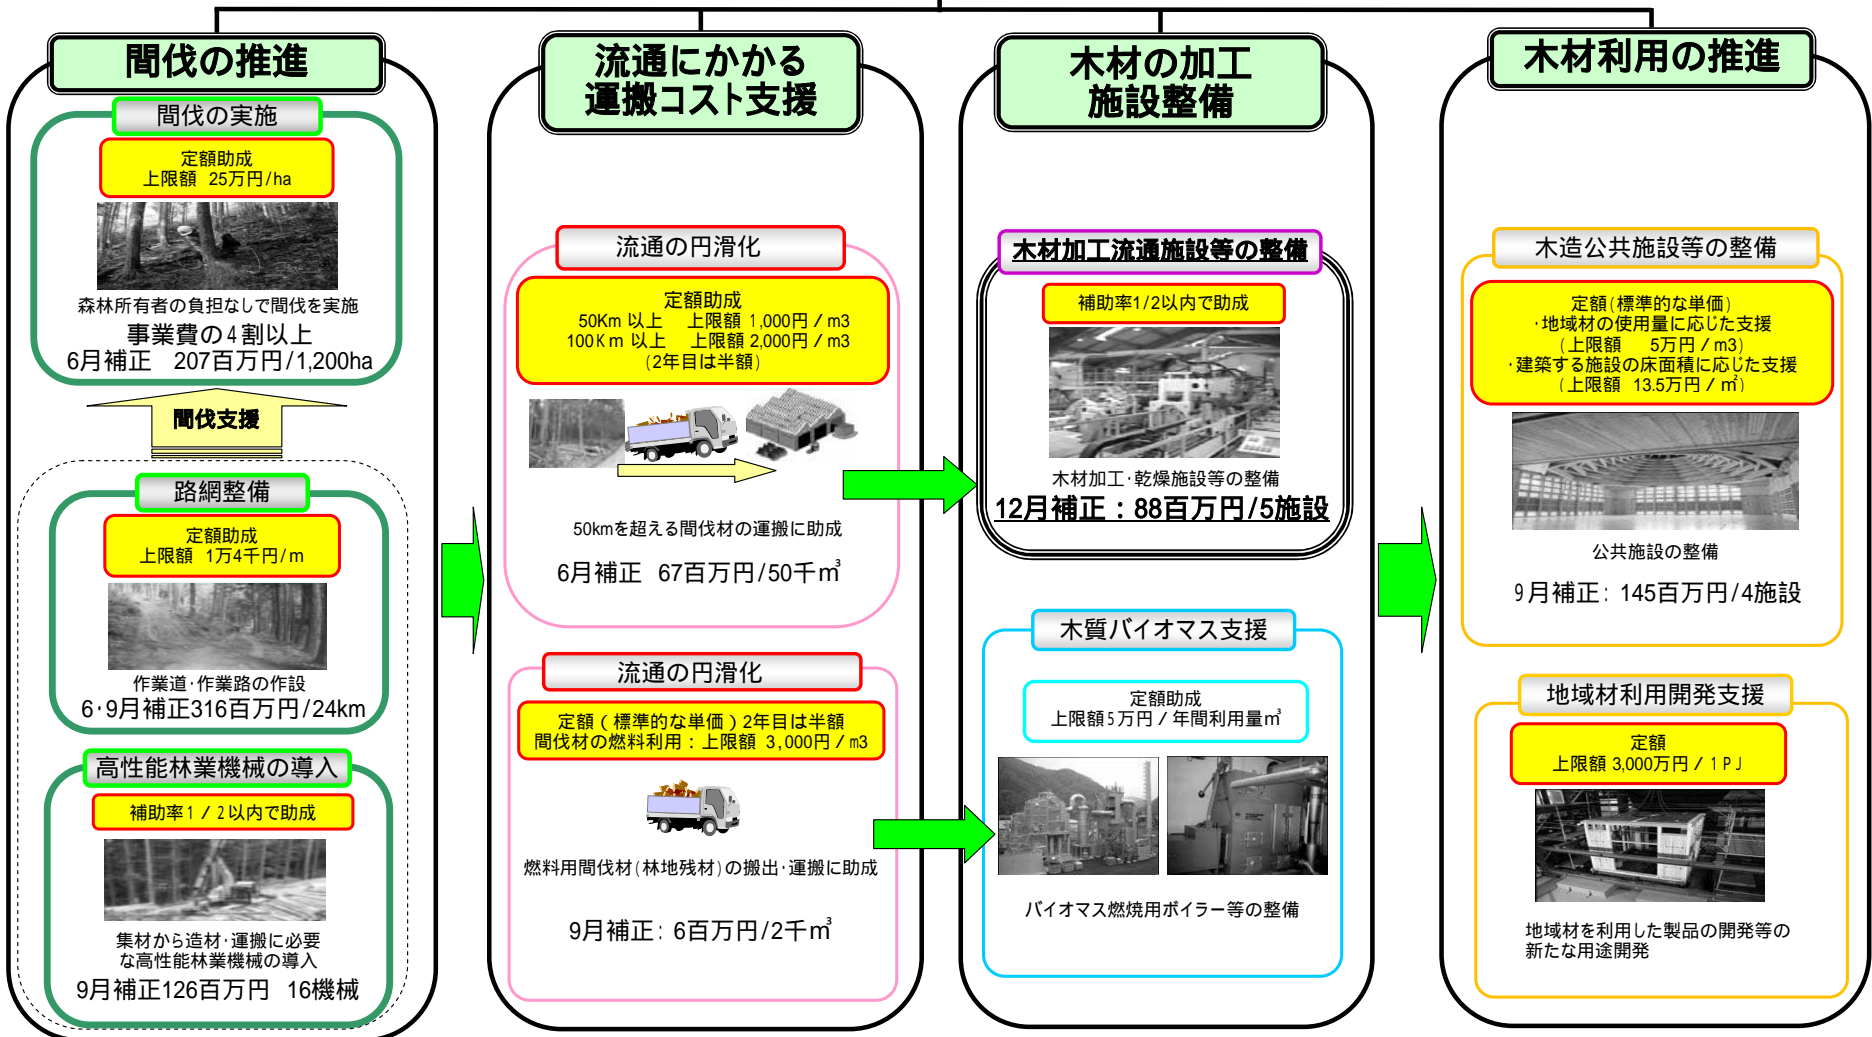 間伐の推進
間伐の実施
定額助成
上限額 25万円/ha
森林所有者の負担なしで間伐を実施
事業費の4割以上
6月補正 207百万円/1,200ha
間伐支援
路網整備
定額助成
上限額 1万4千円/m
作業道・作業路の作設
6・9月補正316百万円/24km
高性能林業機械の導入
補助率1/2以内で助成
集材から造材・運搬に必要
な高性能林業機械の導入
9月補正126百万円 16機械
流通にかかる
運搬コスト支援
流通の円滑化
定額助成
50Km 以上 上限額 1,000円/m3
100Km 以上 上限額 2,000円/m3
(2年目は半額)
50kmを超える間伐材の運搬に助成
6月補正 67百万円/50千㎥
流通の円滑化
定額(標準的な単価)2年目は半額
間伐材の燃料利用:上限額 3,000円/m3
燃料用間伐材(林地残材)の搬出・運搬に助成
9月補正: 6百万円/2千㎥
木材の加工
施設整備
木材加工流通施設等の整備
補助率1/2以内で助成
木材加工・乾燥施設等の整備
12月補正:88百万円/5施設
木質バイオマス支援
定額助成
上限額5万円/年間利用量㎥
バイオマス燃焼用ボイラー等の整備
木材利用の推進
木造公共施設等の整備
定額(標準的な単価)
・地域材の使用量に応じた支援
(上限額 5万円/m3)
・建築する施設の床面積に応じた支援
(上限額 13.5万円/㎡)
公共施設の整備
9月補正: 145百万円/4施設
地域材利用開発支援
定額
上限額 3,000万円/1PJ
地域材を利用した製品の開発等の
新たな用途開発